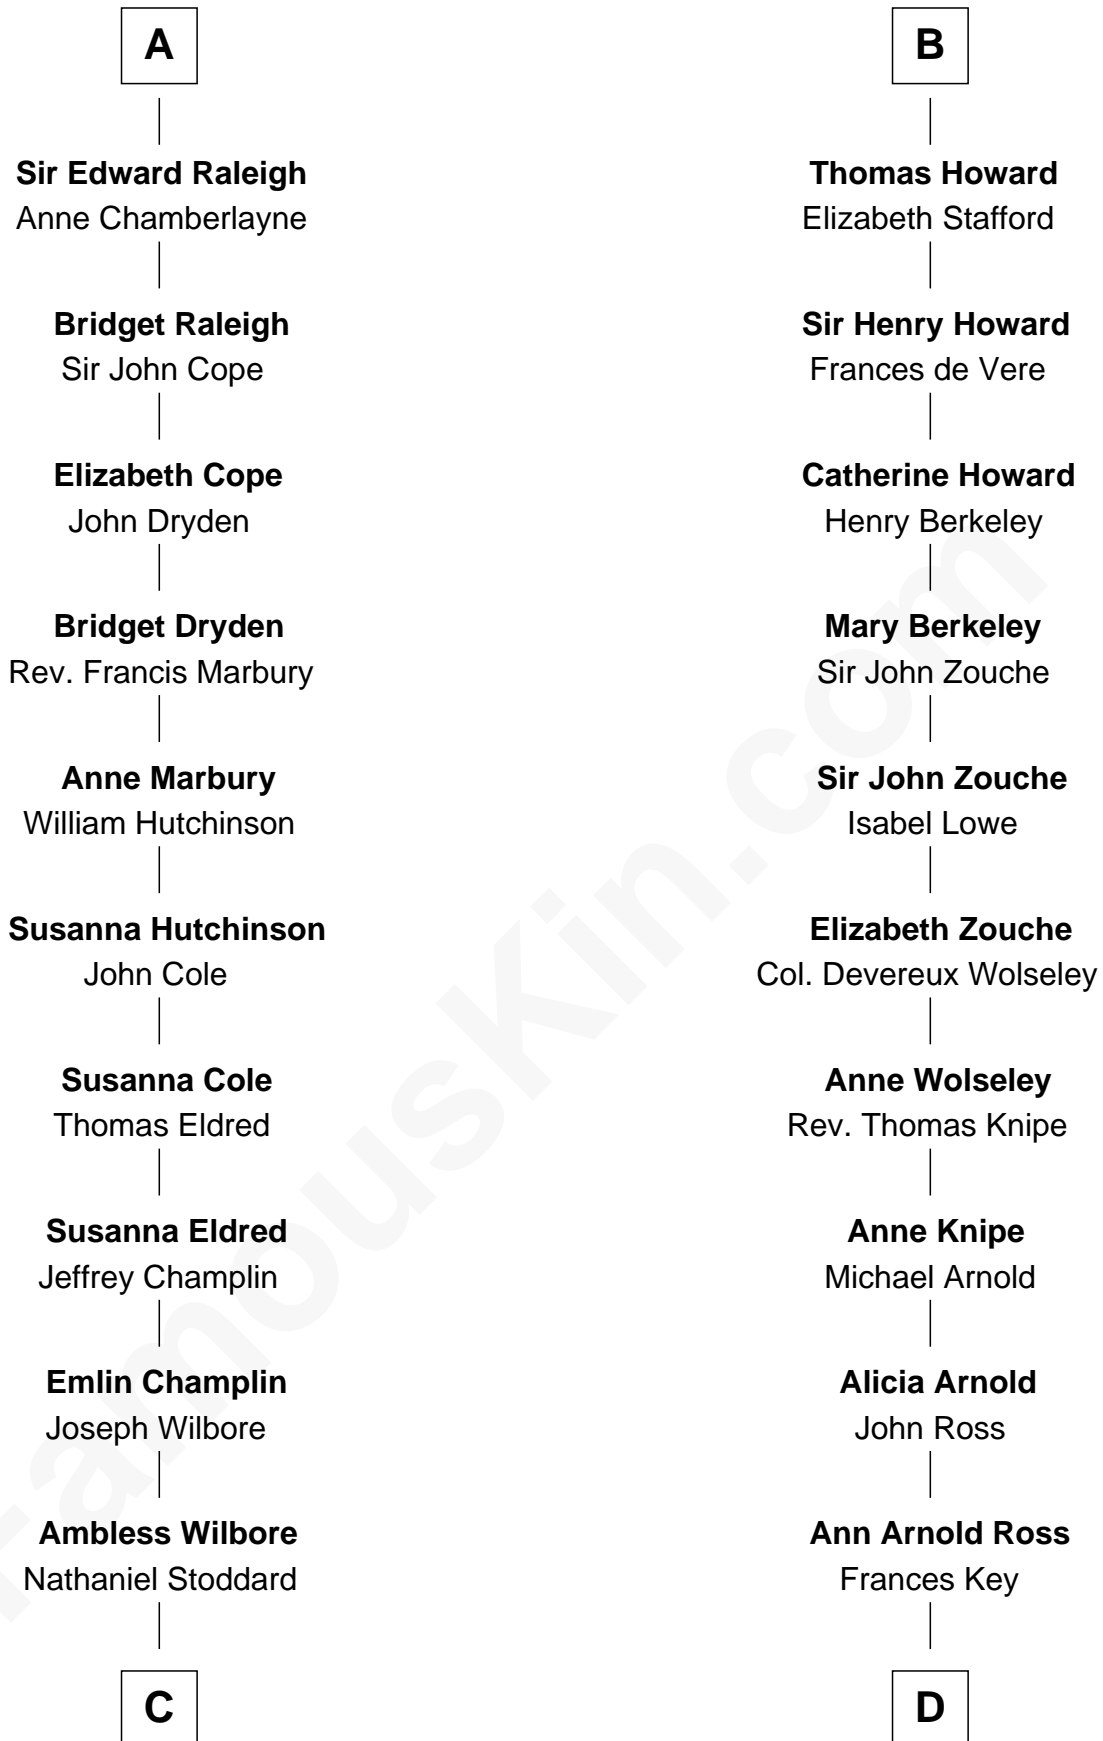 A
Sir Edward Raleigh
Anne Chamberlayne
Bridget Raleigh
Sir John Cope
Elizabeth Cope
John Dryden
Bridget Dryden
Rev. Francis Marbury
Anne Marbury
William Hutchinson
Susanna Hutchinson
John Cole
Susanna Cole
Thomas Eldred
Susanna Eldred
Jeffrey Champlin
Emlin Champlin
Joseph Wilbore
Ambless Wilbore
Nathaniel Stoddard
C
B
Thomas Howard
Elizabeth Stafford
Sir Henry Howard
Frances de Vere
Catherine Howard
Henry Berkeley
Mary Berkeley
Sir John Zouche
Sir John Zouche
Isabel Lowe
Elizabeth Zouche
Col. Devereux Wolseley
Anne Wolseley
Rev. Thomas Knipe
Anne Knipe
Michael Arnold
Alicia Arnold
John Ross
Ann Arnold Ross
Frances Key
D
FamousKin.com